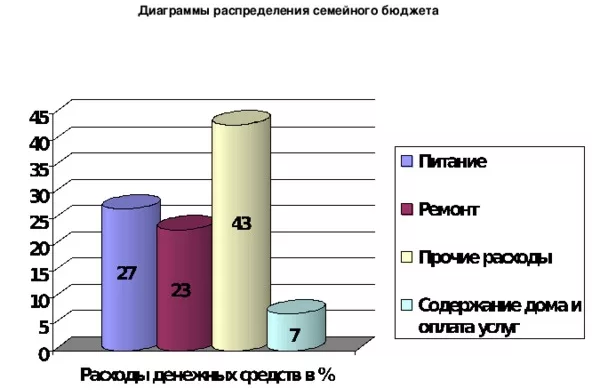 Диаграммы распределения семейного бюджета
45
40
35
30
25
20
15
10
5
0
27
23
43
7
Расходы денежных средств в %
Питание
Ремонт
Прочие расходы
Содержание дома и
оплата услуг